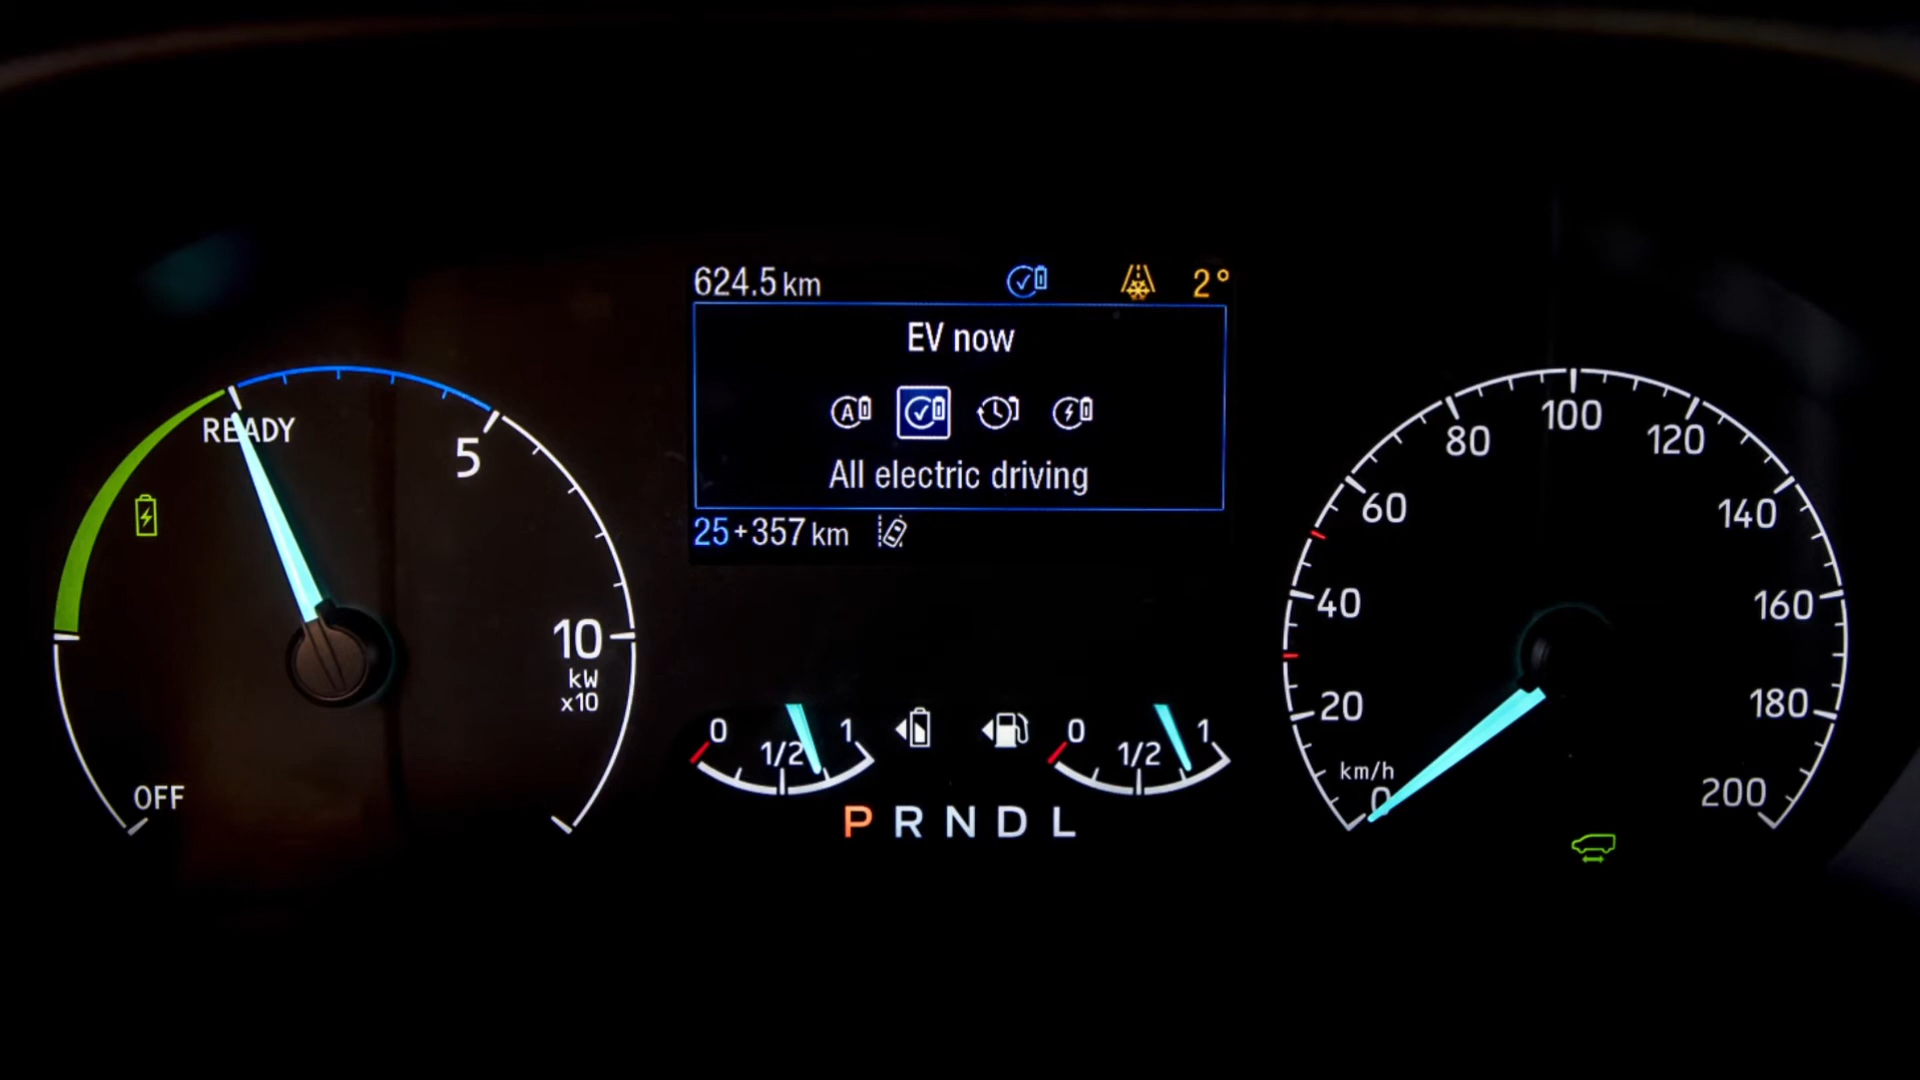 624.5 km 2°
EV now
A
All electric driving
25+357 km
READY
5
10
kW
x10
OFF
0 1/2 1
0 1/2 1
P R N D L
0
20
40
60
80
100
120
140
160
180
200
km/h